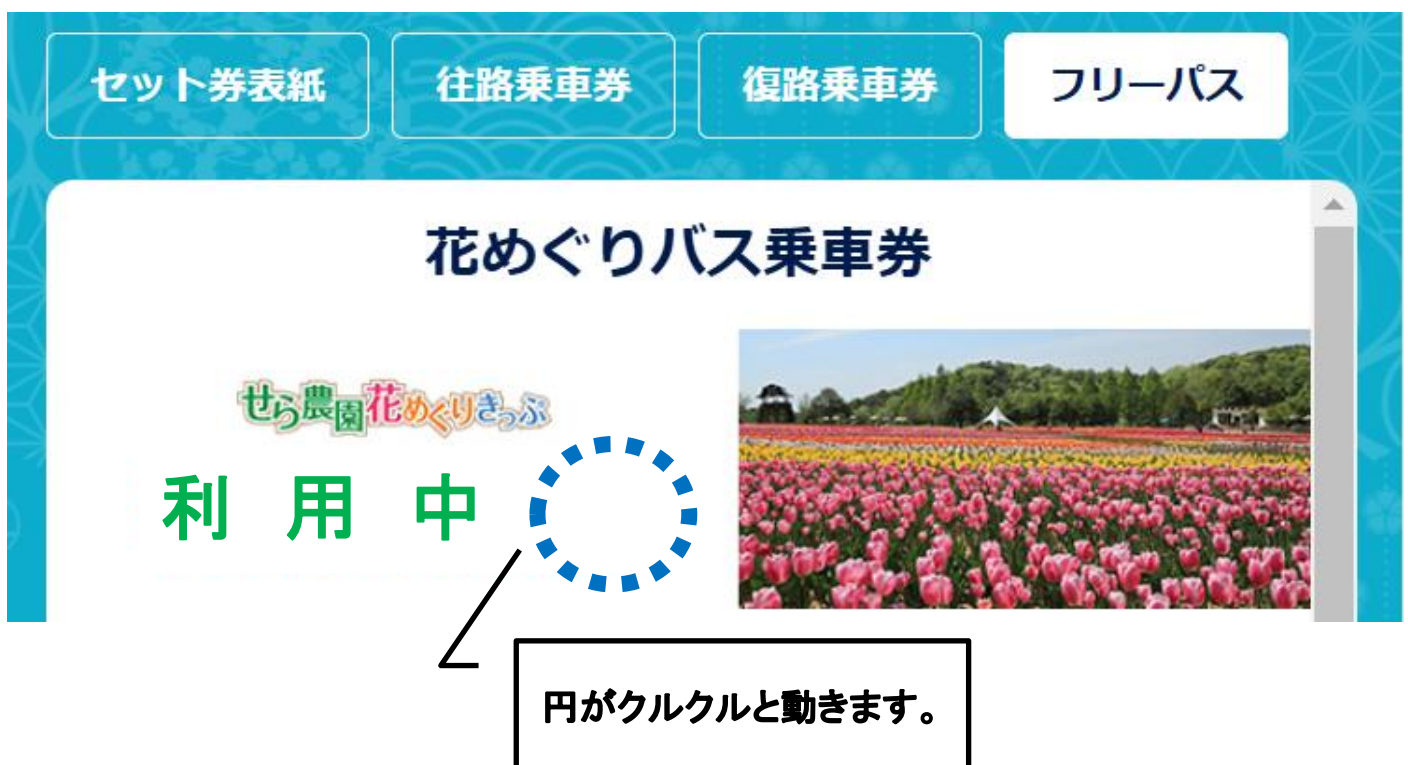 セット券表紙
往路乗車券
復路乗車券
フリーパス
花めぐりバス乗車券
せら農園花めぐりきっぷ
利用中
円がクルクルと動きます。